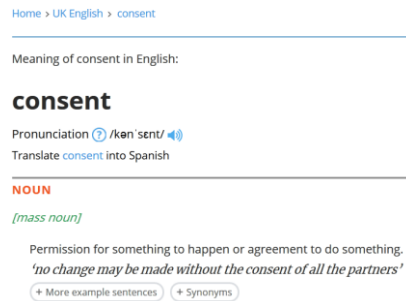 Home › UK English › consent
Meaning of consent in English:
consent
Pronunciation ? /kənˈsɛnt/
Translate consent into Spanish
NOUN
[mass noun]
Permission for something to happen or agreement to do something.
‘no change may be made without the consent of all the partners’
+ More example sentences + Synonyms